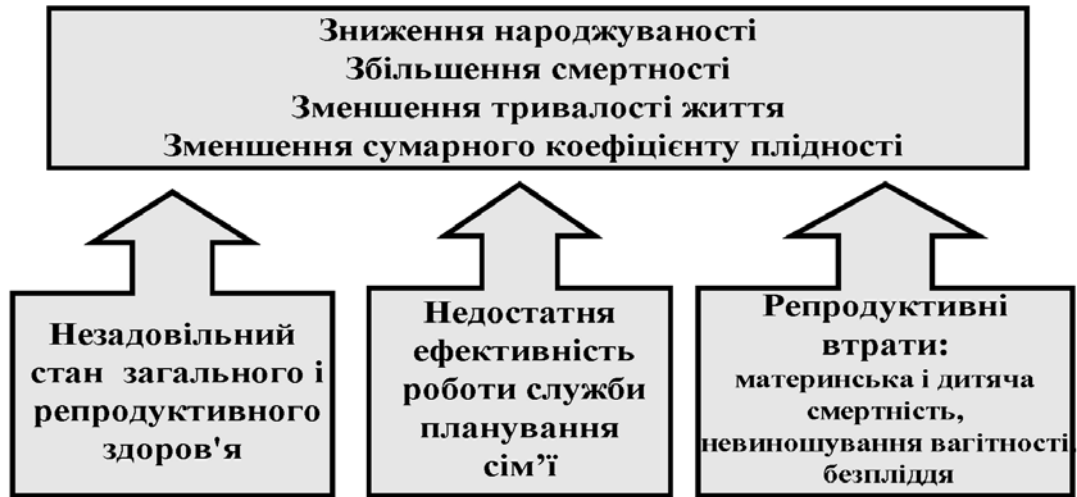 Зниження народжуваності
Збільшення смертності
Зменшення тривалості життя
Зменшення сумарного коефіцієнту плідності
Незадовільний
стан загального і
репродуктивного
здоров'я
Недостатня
ефективність
роботи служби
планування
сім’ї
Репродуктивні
втрати:
материнська і дитяча
смертність,
невиношування вагітності,
безпліддя